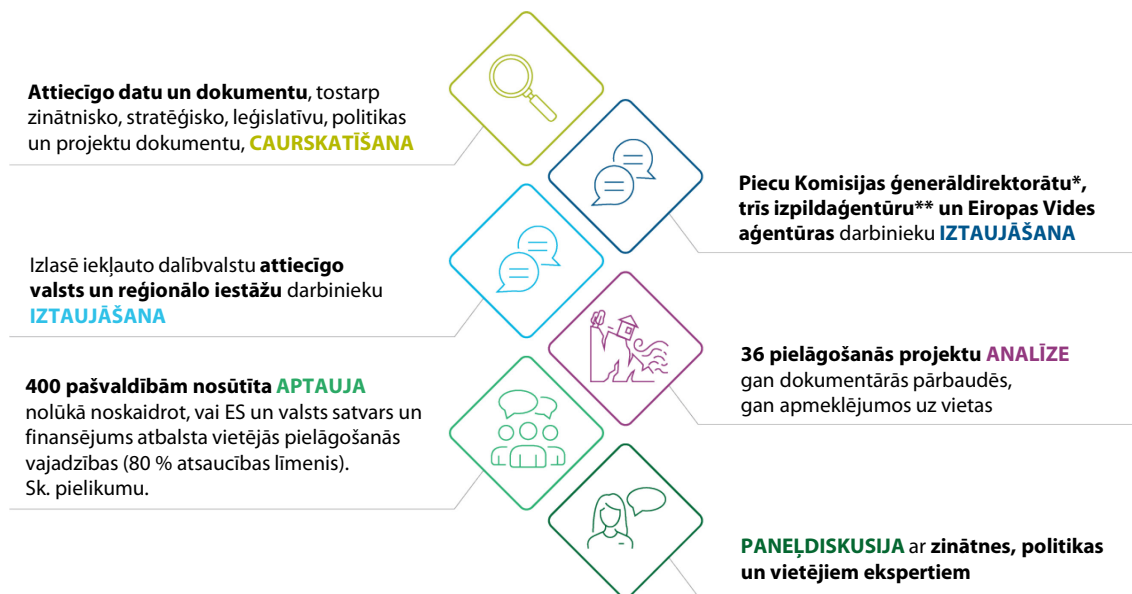 Attiecīgo datu un dokumentu, tostarp
zinātnisko, stratēģisko, leģislatīvu, politikas
un projektu dokumentu, CAURSKATĪŠANA
Piecu Komisijas ģenerāldirektorātu*,
trīs izpildaģentūru** un Eiropas Vides
aģentūras darbinieku IZTAUJĀŠANA
Izlasē iekļauto dalībvalstu attiecīgo
valsts un reģionālo iestāžu darbinieku
IZTAUJĀŠANA
36 pielāgošanās projektu ANALĪZE
gan dokumentārās pārbaudēs,
gan apmeklējumos uz vietas
400 pašvaldībām nosūtīta APTAUJA
nolūkā noskaidrot, vai ES un valsts satvars un
finansējums atbalsta vietējās pielāgošanās
vajadzības (80 % atsaucības līmenis).
Sk. pielikumu.
PANEĻDISKUSIJA ar zinātnes, politikas
un vietējiem ekspertiem